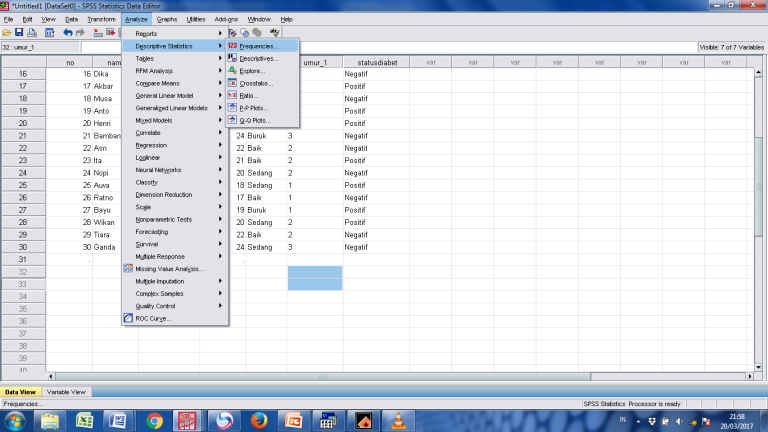 *Untitled1 [DataSet0] - SPSS Statistics Data Editor
File Edit View Data Transform Analyze Graphs Utilities Add-ons Window Help
32 : umur_1 Visible: 7 of 7 Variables
no nam umur_1 statusdiabet var var var var var var
Reports
Descriptive Statistics
Tables
RFM Analysis
Compare Means
General Linear Model
Generalized Linear Models
Mixed Models
Correlate
Regression
Loglinear
Neural Networks
Classify
Dimension Reduction
Scale
Nonparametric Tests
Forecasting
Survival
Multiple Response
Missing Value Analysis...
Multiple Imputation
Complex Samples
Quality Control
ROC Curve...
123 Frequencies...
Descriptives...
Explore...
Crosstabs...
1/2 Ratio...
P-P Plots...
Q-Q Plots...
16 16 Dika Negatif
17 17 Akbar Positif
18 18 Musa Negatif
19 19 Anto Positif
20 20 Henri Positif
21 21 Bamban 24 Buruk 3 Negatif
22 22 Asri 22 Baik 2 Negatit
23 23 Ita 21 Baik 2 Positif
24 24 Nopi 20 Sedang 2 Negatif
25 25 Auva 18 Sedang 1 Positif
26 26 Ratno 17 Baik 1 Negatif
27 27 Bayu 19 Buruk 1 Positif
28 28 Wikan 20 Sedang 2 Positif
29 29 Tiara 22 Baik 2 Negatif
30 30 Ganda 24 Sedang 3 Negatif
31 . .
32
33
34
35
36
37
38
39
40
Data View Variable View
Frequencies... SPSS Statistics Processor is ready
IN 21:58
20/03/2017